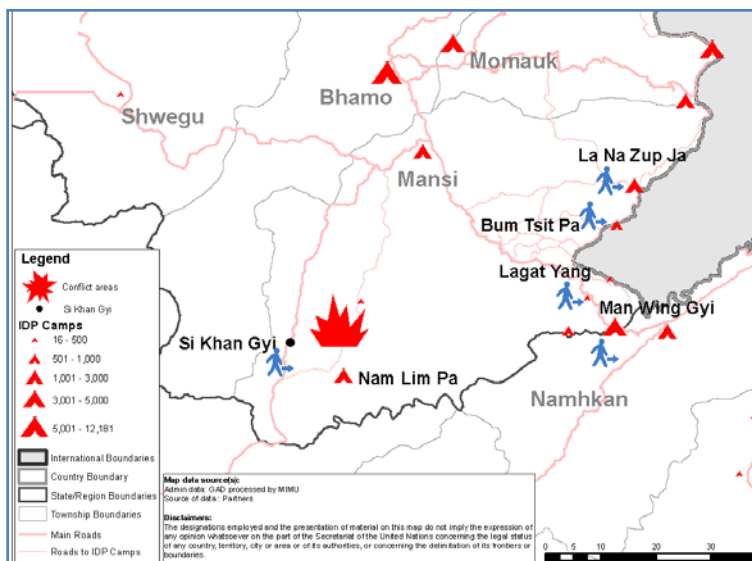 Momauk
Bhamo
Shwegu
La Na Zup Ja
Mansi
Bum Tsit Pa
Lagat Yang
Man Wing Gyi
Si Khan Gyi
Nam Lim Pa
Namhkan
Legend
Conflict areas
Si Khan Gyi
IDP Camps
16 - 500
501 - 1,000
1,001 - 3,000
3,001 - 5,000
5,001 - 12,181
International Boundaries
Country Boundary
State/Region Boundaries
Township Boundaries
Main Roads
Roads to IDP Camps
Map data source(s):
Admin data: GAD processed by MIMU
Source of data : Partners
Disclaimers:
The designations employed and the presentation of material on this map do not imply the expression of
any opinion whatsoever on the part of the Secretariat of the United Nations concerning the legal status
of any country, territory, city or area or of its authorities, or concerning the delimitation of its frontiers or
boundaries.
0 10 20 30